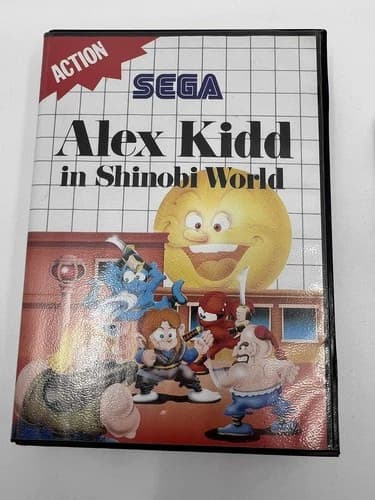 ACTION
SEGA
Alex Kidd
in Shinobi World